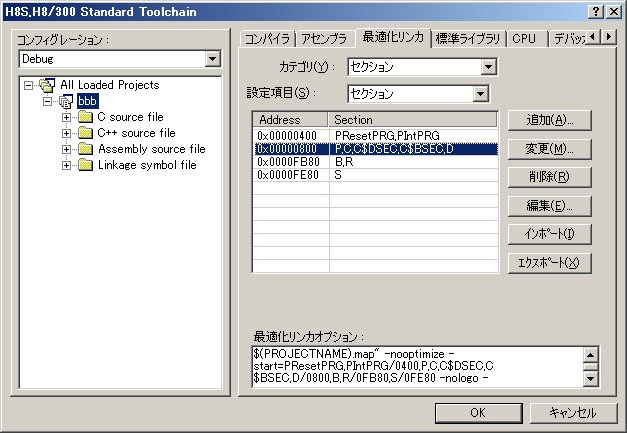 H8S,H8/300 Standard Toolchain
コンフィグレーション :
Debug
All Loaded Projects
bbb
C source file
C++ source file
Assembly source file
Linkage symbol file
コンパイラ アセンブラ 最適化リンカ 標準ライブラリ CPU デバッガ
カテゴリ(Y) : セクション
設定項目(S) : セクション
Address Section
0x00000400 PResetPRG,PIntPRG
0x00000800 P,C,C$DSEC,C$BSEC,D
0x0000FB80 B,R
0x0000FE80 S
追加(A)...
変更(M)...
削除(R)
編集(E)...
インポート(I)
エクスポート(X)
最適化リンカオプション :
$(PROJECTNAME).map" -nooptimize -
start=PResetPRG,PIntPRG/0400,P,C,C$DSEC,C
$BSEC,D/0800,B,R/0FB80,S/0FE80 -nologo -
OK キャンセル